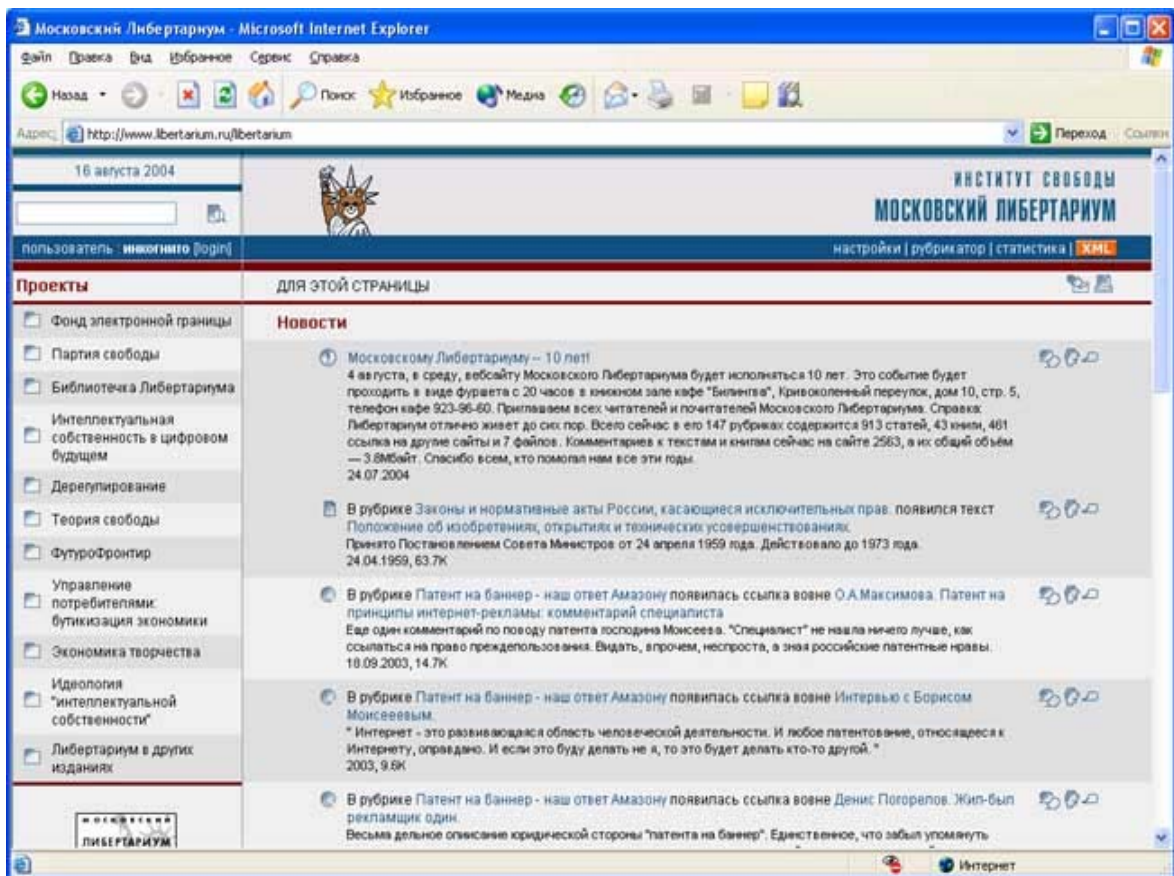 Московский Либертариум - Microsoft Internet Explorer
Файл Правка Вид Избранное Сервис Справка
Назад Поиск Избранное Медиа
Адрес: http://www.libertarium.ru/libertarium Переход Ссылки
16 августа 2004
ИНСТИТУТ СВОБОДЫ
МОСКОВСКИЙ ЛИБЕРТАРИУМ
пользователь : инкогнито [login]
настройки | рубрикатор | статистика | XML
Проекты
Фонд электронной границы
Партия свободы
Библиотечка Либертариума
Интеллектуальная
собственность в цифровом
будущем
Дерегулирование
Теория свободы
ФутуроФронтир
Управление
потребителями:
бутикизация экономики
Экономика творчества
Идеология
"интеллектуальной
собственности"
Либертариум в других
изданиях
МОСКОВСКИЙ
ЛИБЕРТАРИУМ
ДЛЯ ЭТОЙ СТРАНИЦЫ
Новости
Московскому Либертариуму -- 10 лет!
4 августа, в среду, вебсайту Московского Либертариума будет исполняться 10 лет. Это событие будет
проходить в виде фуршета с 20 часов в книжном зале кафе "Билингва", Кривоколенный переулок, дом 10, стр. 5,
телефон кафе 923-96-60. Приглашаем всех читателей и почитателей Московского Либертариума. Справка:
Либертариум отлично живет до сих пор. Всего сейчас в его 147 рубриках содержится 913 статей, 43 книги, 461
ссылка на другие сайты и 7 файлов. Комментариев к текстам и книгам сейчас на сайте 2563, а их общий объём
— 3.8Мбайт. Спасибо всем, кто помогал нам все эти годы.
24.07.2004
В рубрике Законы и нормативные акты России, касающиеся исключительных прав. появился текст
Положение об изобретениях, открытиях и технических усовершенствованиях.
Принято Постановлением Совета Министров от 24 апреля 1959 года. Действовало до 1973 года.
24.04.1959, 63.7K
В рубрике Патент на баннер - наш ответ Амазону появилась ссылка вовне О.А.Максимова. Патент на
принципы интернет-рекламы: комментарий специалиста
Еще один комментарий по поводу патента господина Моисеева. "Специалист" не нашла ничего лучше, как
ссылаться на право преждепользования. Видать, впрочем, неспроста, а зная российские патентные нравы.
18.09.2003, 14.7K
В рубрике Патент на баннер - наш ответ Амазону появилась ссылка вовне Интервью с Борисом
Моисеевым.
" Интернет - это развивающаяся область человеческой деятельности. И любое патентование, относящееся к
Интернету, оправдано. И если это буду делать не я, то это будет делать кто-то другой. "
2003, 9.6K
В рубрике Патент на баннер - наш ответ Амазону появилась ссылка вовне Денис Погорелов. Жил-был
рекламщик один.
Весьма дельное описание юридической стороны "патента на баннер". Единственное, что забыл упомянуть
Интернет